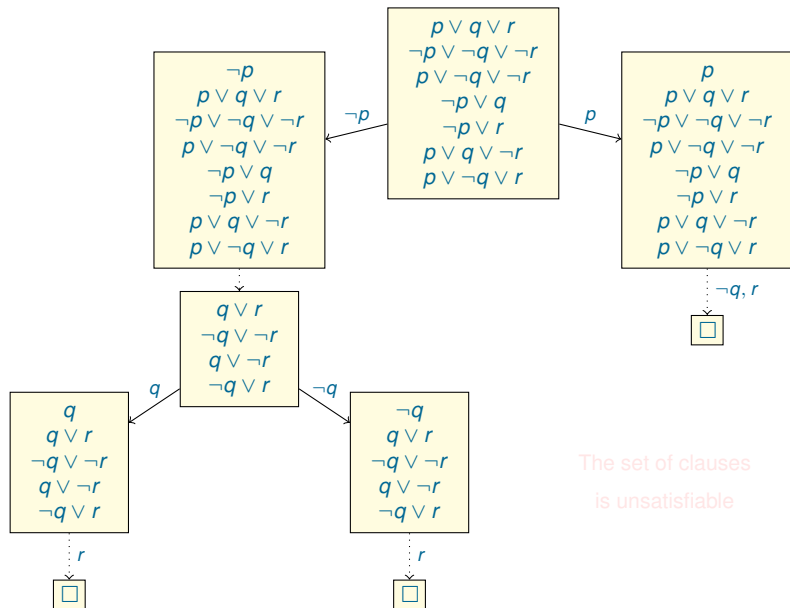 p ∨ q ∨ r
¬p ∨ ¬q ∨ ¬r
p ∨ ¬q ∨ ¬r
¬p ∨ q
¬p ∨ r
p ∨ q ∨ ¬r
p ∨ ¬q ∨ r
¬p
p
¬p
p ∨ q ∨ r
¬p ∨ ¬q ∨ ¬r
p ∨ ¬q ∨ ¬r
¬p ∨ q
¬p ∨ r
p ∨ q ∨ ¬r
p ∨ ¬q ∨ r
p
p ∨ q ∨ r
¬p ∨ ¬q ∨ ¬r
p ∨ ¬q ∨ ¬r
¬p ∨ q
¬p ∨ r
p ∨ q ∨ ¬r
p ∨ ¬q ∨ r
¬q, r
□
q ∨ r
¬q ∨ ¬r
q ∨ ¬r
¬q ∨ r
q
¬q
q
q ∨ r
¬q ∨ ¬r
q ∨ ¬r
¬q ∨ r
r
□
¬q
q ∨ r
¬q ∨ ¬r
q ∨ ¬r
¬q ∨ r
r
□
The set of clauses
is unsatisfiable